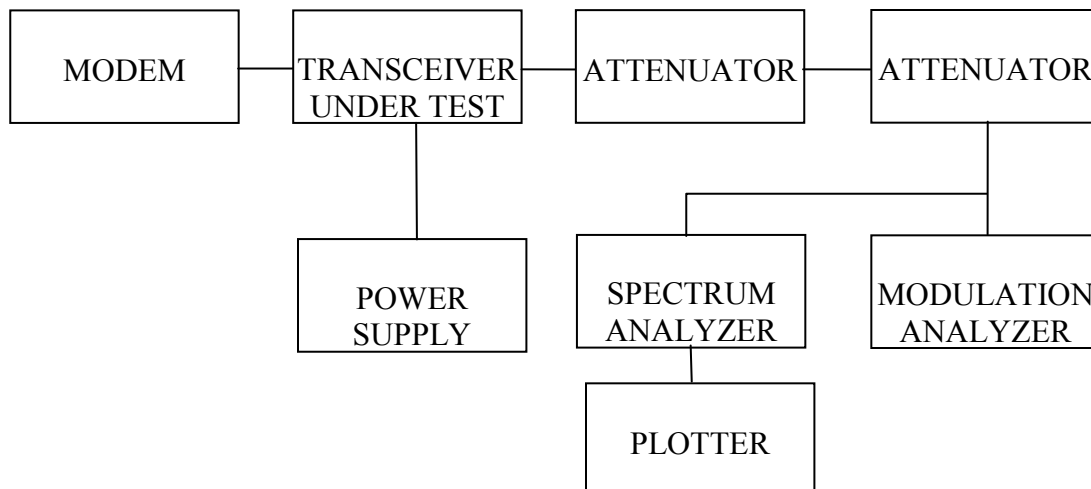 MODEM
TRANSCEIVER
UNDER TEST
ATTENUATOR
ATTENUATOR
POWER
SUPPLY
SPECTRUM
ANALYZER
MODULATION
ANALYZER
PLOTTER